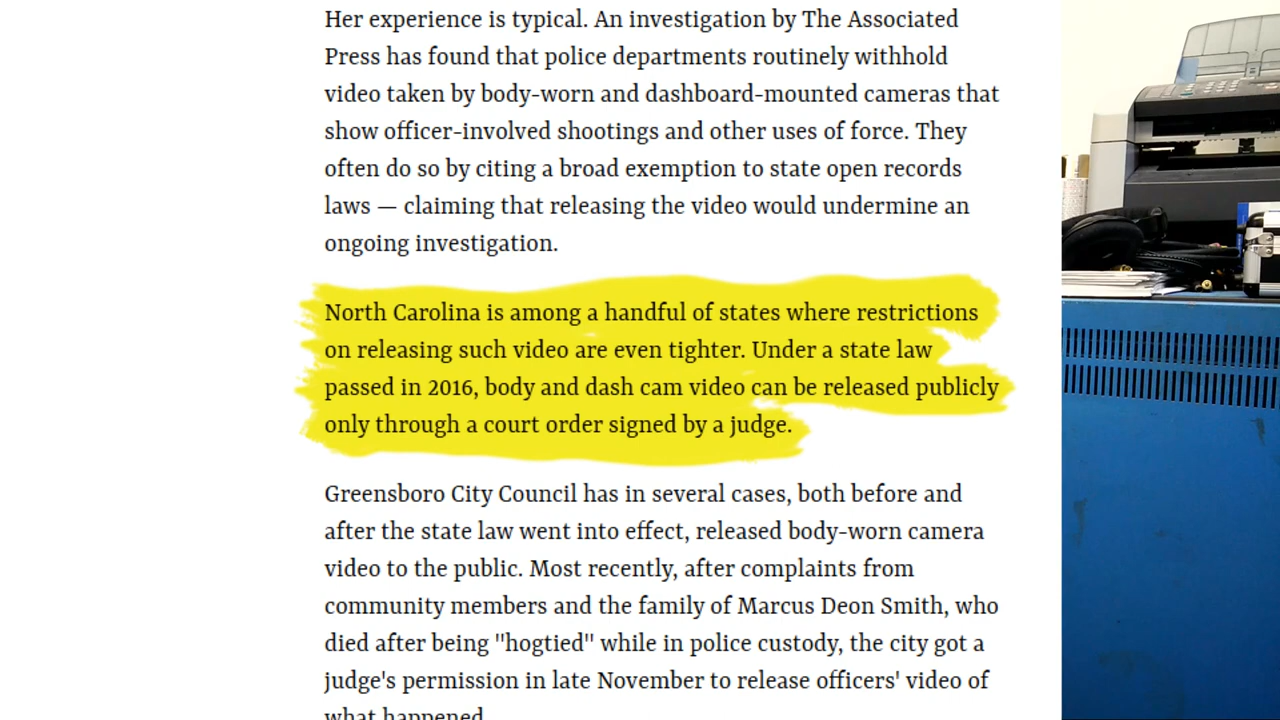 Her experience is typical. An investigation by The Associated
Press has found that police departments routinely withhold
video taken by body-worn and dashboard-mounted cameras that
show officer-involved shootings and other uses of force. They
often do so by citing a broad exemption to state open records
laws — claiming that releasing the video would undermine an
ongoing investigation.
North Carolina is among a handful of states where restrictions
on releasing such video are even tighter. Under a state law
passed in 2016, body and dash cam video can be released publicly
only through a court order signed by a judge.
Greensboro City Council has in several cases, both before and
after the state law went into effect, released body-worn camera
video to the public. Most recently, after complaints from
community members and the family of Marcus Deon Smith, who
died after being "hogtied" while in police custody, the city got a
judge's permission in late November to release officers' video of
what happened.